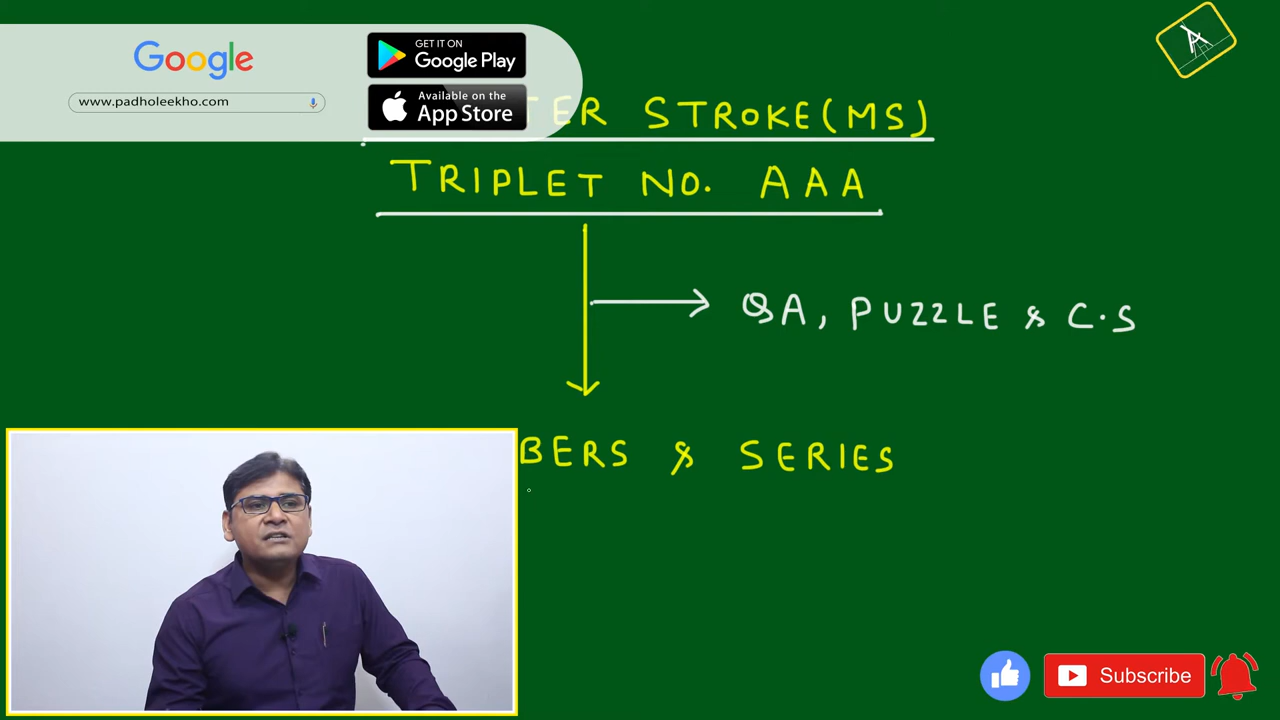 Google
GET IT ON
Google Play
www.padholeekho.com
Available on the
App Store
TER STROKE(MS)
TRIPLET NO. AAA
QA, PUZZLE & C.S
BERS & SERIES
Subscribe